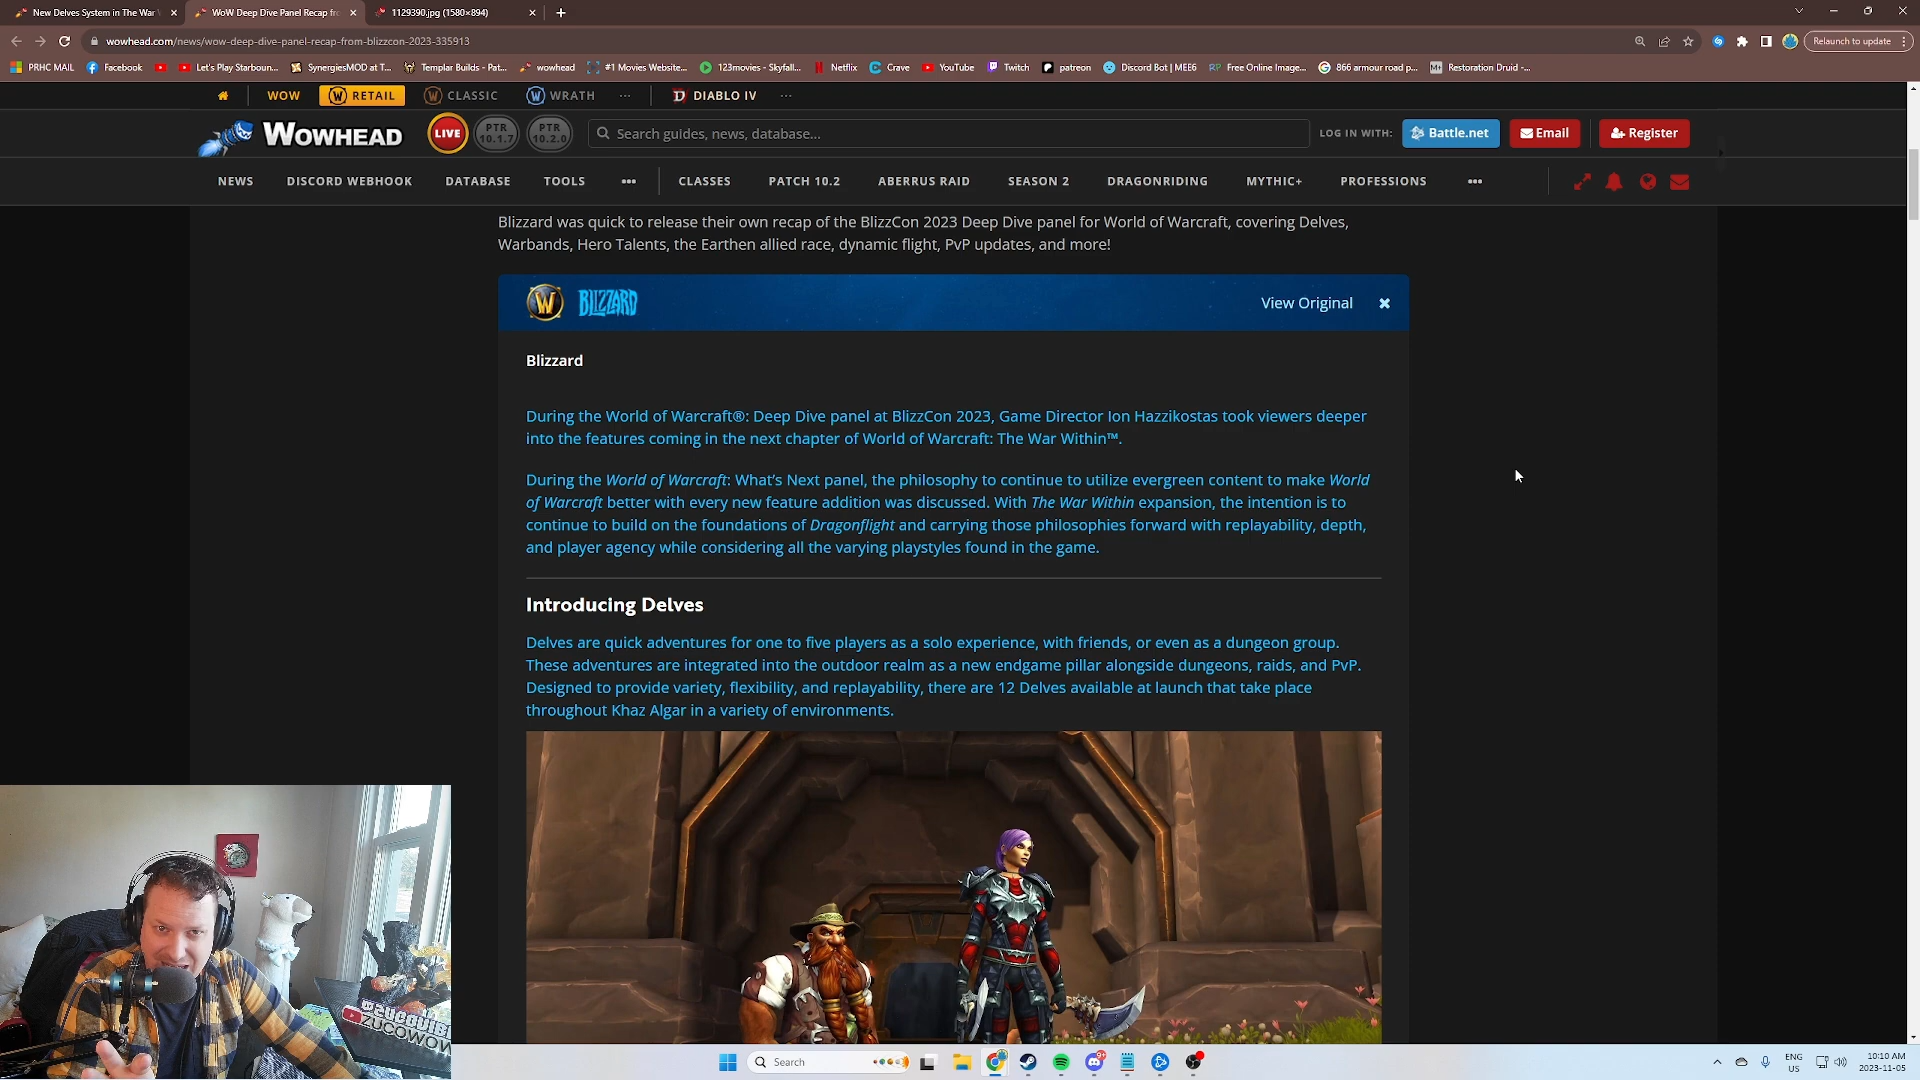 New Delves System in The War
WoW Deep Dive Panel Recap fr
1129390.jpg (1580×894)
wowhead.com/news/wow-deep-dive-panel-recap-from-blizzcon-2023-335913
Relaunch to update
PRHC MAIL
Facebook
Let's Play Starboun...
SynergiesMOD at T...
Templar Builds - Pat...
wowhead
#1 Movies Website...
123movies - Skyfall...
Netflix
Crave
YouTube
Twitch
patreon
Discord Bot | MEE6
Free Online Image...
866 armour road p...
Restoration Druid -...
WOW
RETAIL
CLASSIC
WRATH
DIABLO IV
WOWHEAD
LIVE
PTR 10.1.7
PTR 10.2.0
Search guides, news, database...
LOG IN WITH:
Battle.net
Email
Register
NEWS
DISCORD WEBHOOK
DATABASE
TOOLS
CLASSES
PATCH 10.2
ABERRUS RAID
SEASON 2
DRAGONRIDING
MYTHIC+
PROFESSIONS
Blizzard was quick to release their own recap of the BlizzCon 2023 Deep Dive panel for World of Warcraft, covering Delves,
Warbands, Hero Talents, the Earthen allied race, dynamic flight, PvP updates, and more!
BLIZZARD
View Original
Blizzard
During the World of Warcraft®: Deep Dive panel at BlizzCon 2023, Game Director Ion Hazzikostas took viewers deeper
into the features coming in the next chapter of World of Warcraft: The War Within™.
During the World of Warcraft: What's Next panel, the philosophy to continue to utilize evergreen content to make World
of Warcraft better with every new feature addition was discussed. With The War Within expansion, the intention is to
continue to build on the foundations of Dragonflight and carrying those philosophies forward with replayability, depth,
and player agency while considering all the varying playstyles found in the game.
Introducing Delves
Delves are quick adventures for one to five players as a solo experience, with friends, or even as a dungeon group.
These adventures are integrated into the outdoor realm as a new endgame pillar alongside dungeons, raids, and PvP.
Designed to provide variety, flexibility, and replayability, there are 12 Delves available at launch that take place
throughout Khaz Algar in a variety of environments.
ZUCOWOW
Search
ENG
US
10:10 AM
2023-11-05